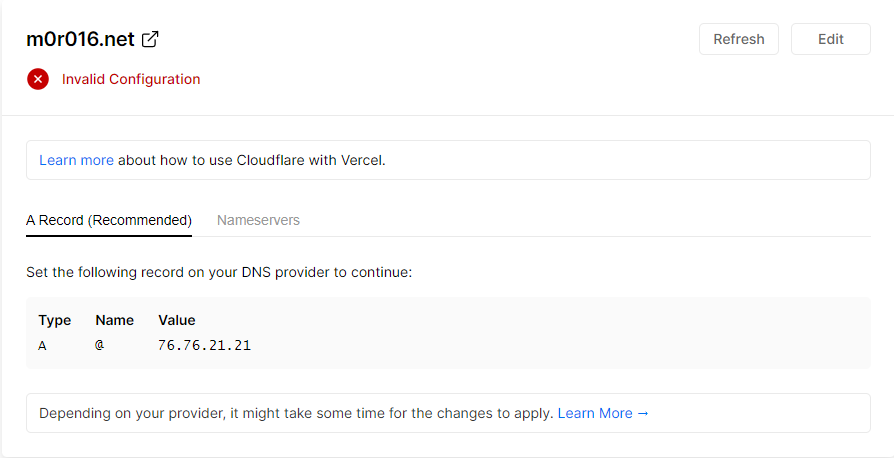 m0r016.net
Refresh
Edit
Invalid Configuration
Learn more about how to use Cloudflare with Vercel.
A Record (Recommended) Nameservers
Set the following record on your DNS provider to continue:
Type Name Value
A @ 76.76.21.21
Depending on your provider, it might take some time for the changes to apply. Learn More →